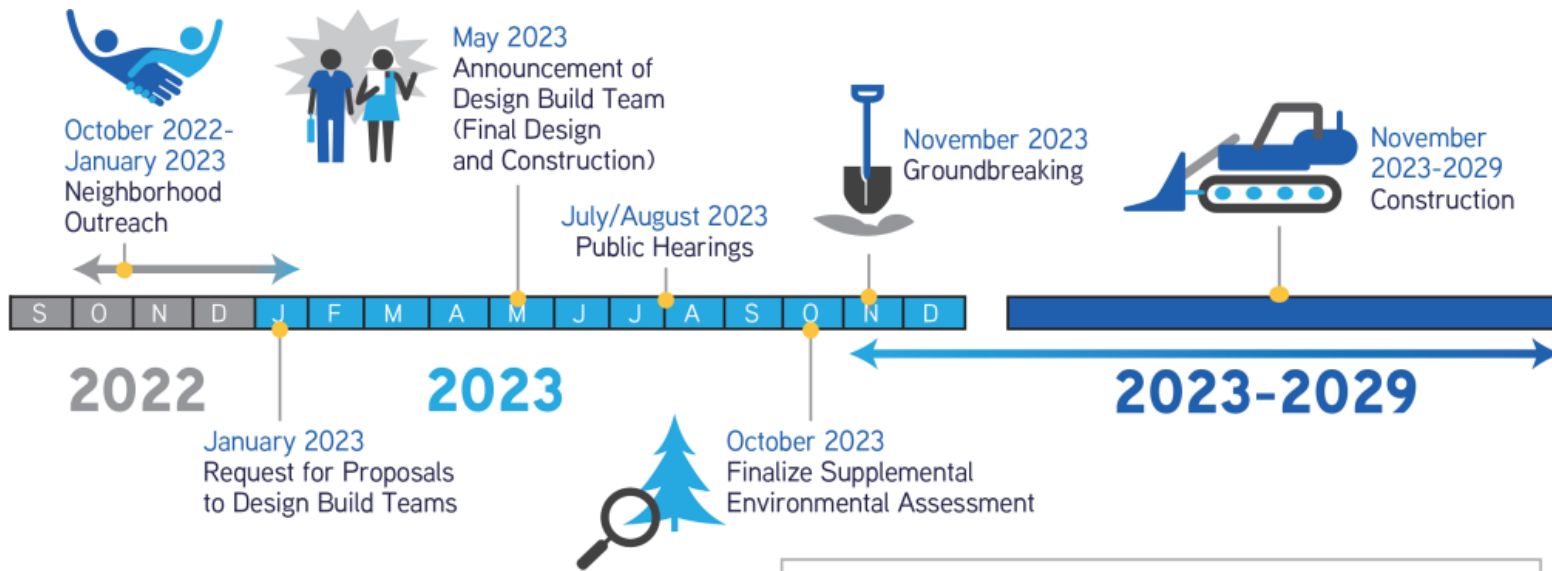 October 2022-
January 2023
Neighborhood
Outreach
May 2023
Announcement of
Design Build Team
(Final Design
and Construction)
July/August 2023
Public Hearings
November 2023
Groundbreaking
November
2023-2029
Construction
S O N D J F M A M J J A S O N D
2022
2023
2023-2029
January 2023
Request for Proposals
to Design Build Teams
October 2023
Finalize Supplemental
Environmental Assessment